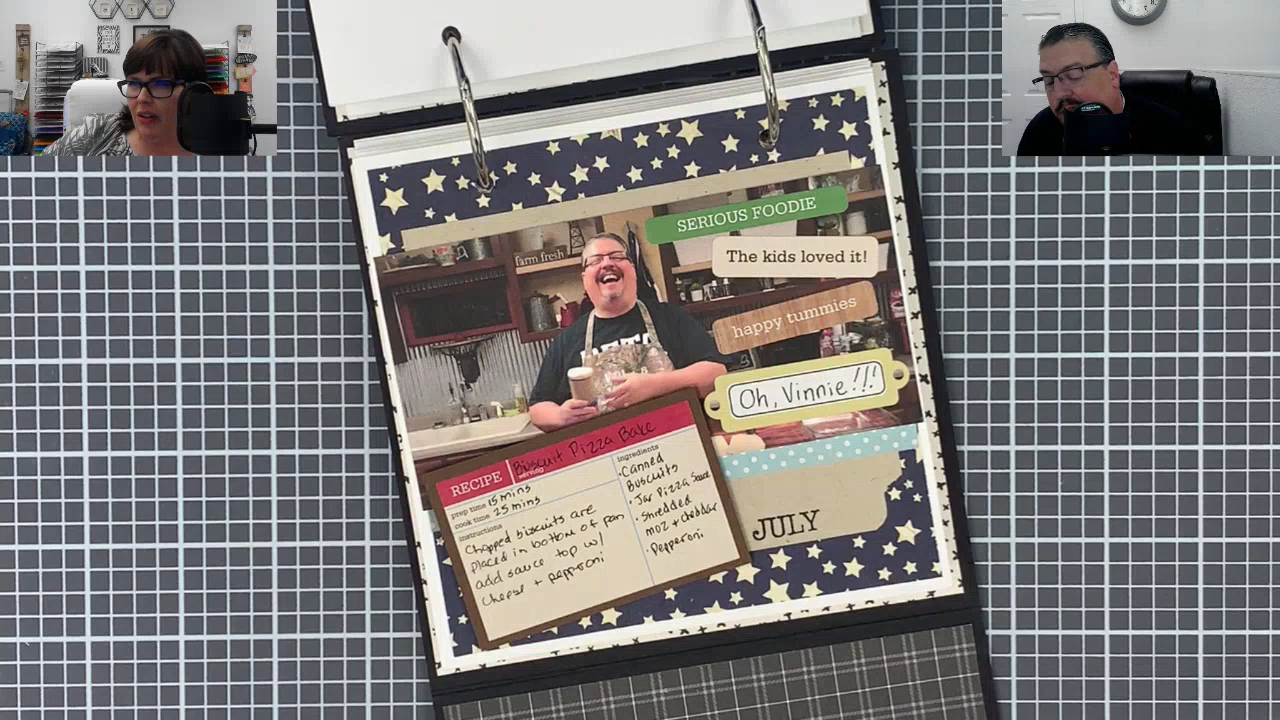 SERIOUS FOODIE
farm fresh
The kids loved it!
happy tummies
Oh, Vinnie!!!
RECIPE
Biscuit Pizza Bake
serving
prep time 15 mins
cook time 25 mins
instructions
Chopped biscuits are
placed in bottom of pan
add sauce top w/
cheese + pepperoni
ingredients
• Canned
Buscuits
• Jar Pizza Sauce
• Shredded
moz + cheddar
• Pepperoni
JULY